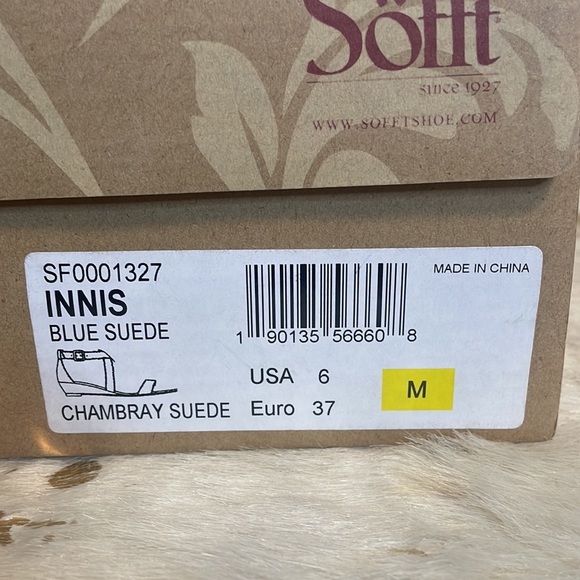 Söfft
since 1927
WWW.SOFFTSHOE.COM
SF0001327
INNIS
BLUE SUEDE
CHAMBRAY SUEDE
1 90135 56660 8
MADE IN CHINA
USA 6
Euro 37
M